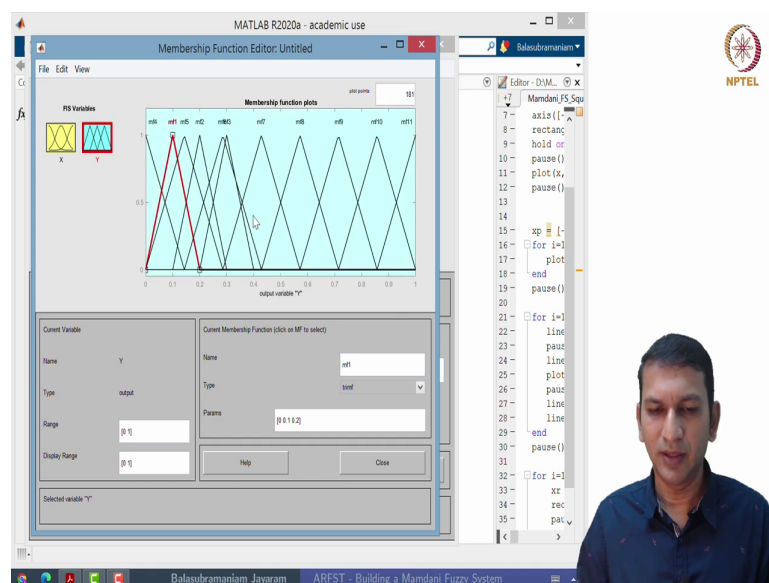 MATLAB R2020a - academic use
Membership Function Editor: Untitled
Balasubramaniam
NPTEL
File Edit View
FIS Variables
X
Y
Membership function plots
plot points:
181
mf4 mf1 mf5 mf2 mf7 mf8 mf9 mf10 mf11
1
0.5
0
0 0.1 0.2 0.3 0.4 0.5 0.6 0.7 0.8 0.9 1
output variable "Y"
Current Variable
Name Y
Type output
Range [0 1]
Display Range [0 1]
Current Membership Function (click on MF to select)
Name mf1
Type trimf
Params [0 0.1 0.2]
Help Close
Selected variable "Y"
Editor - D:\M...
+7 Mamdani_FS_Squ
7 - axis([-
8 - rectang
9 - hold on
10 - pause()
11 - plot(x,
12 - pause()
13
14
15 - xp = [-
16 - for i=1
17 - plot
18 - end
19 - pause()
20
21 - for i=1
22 - line
23 - paus
24 - line
25 - plot
26 - paus
27 - line
28 - line
29 - end
30 - pause()
31
32 - for i=1
33 - xr
34 - rec
35 - pau
Balasubramaniam Jayaram ARFST - Building a Mamdani Fuzzy System